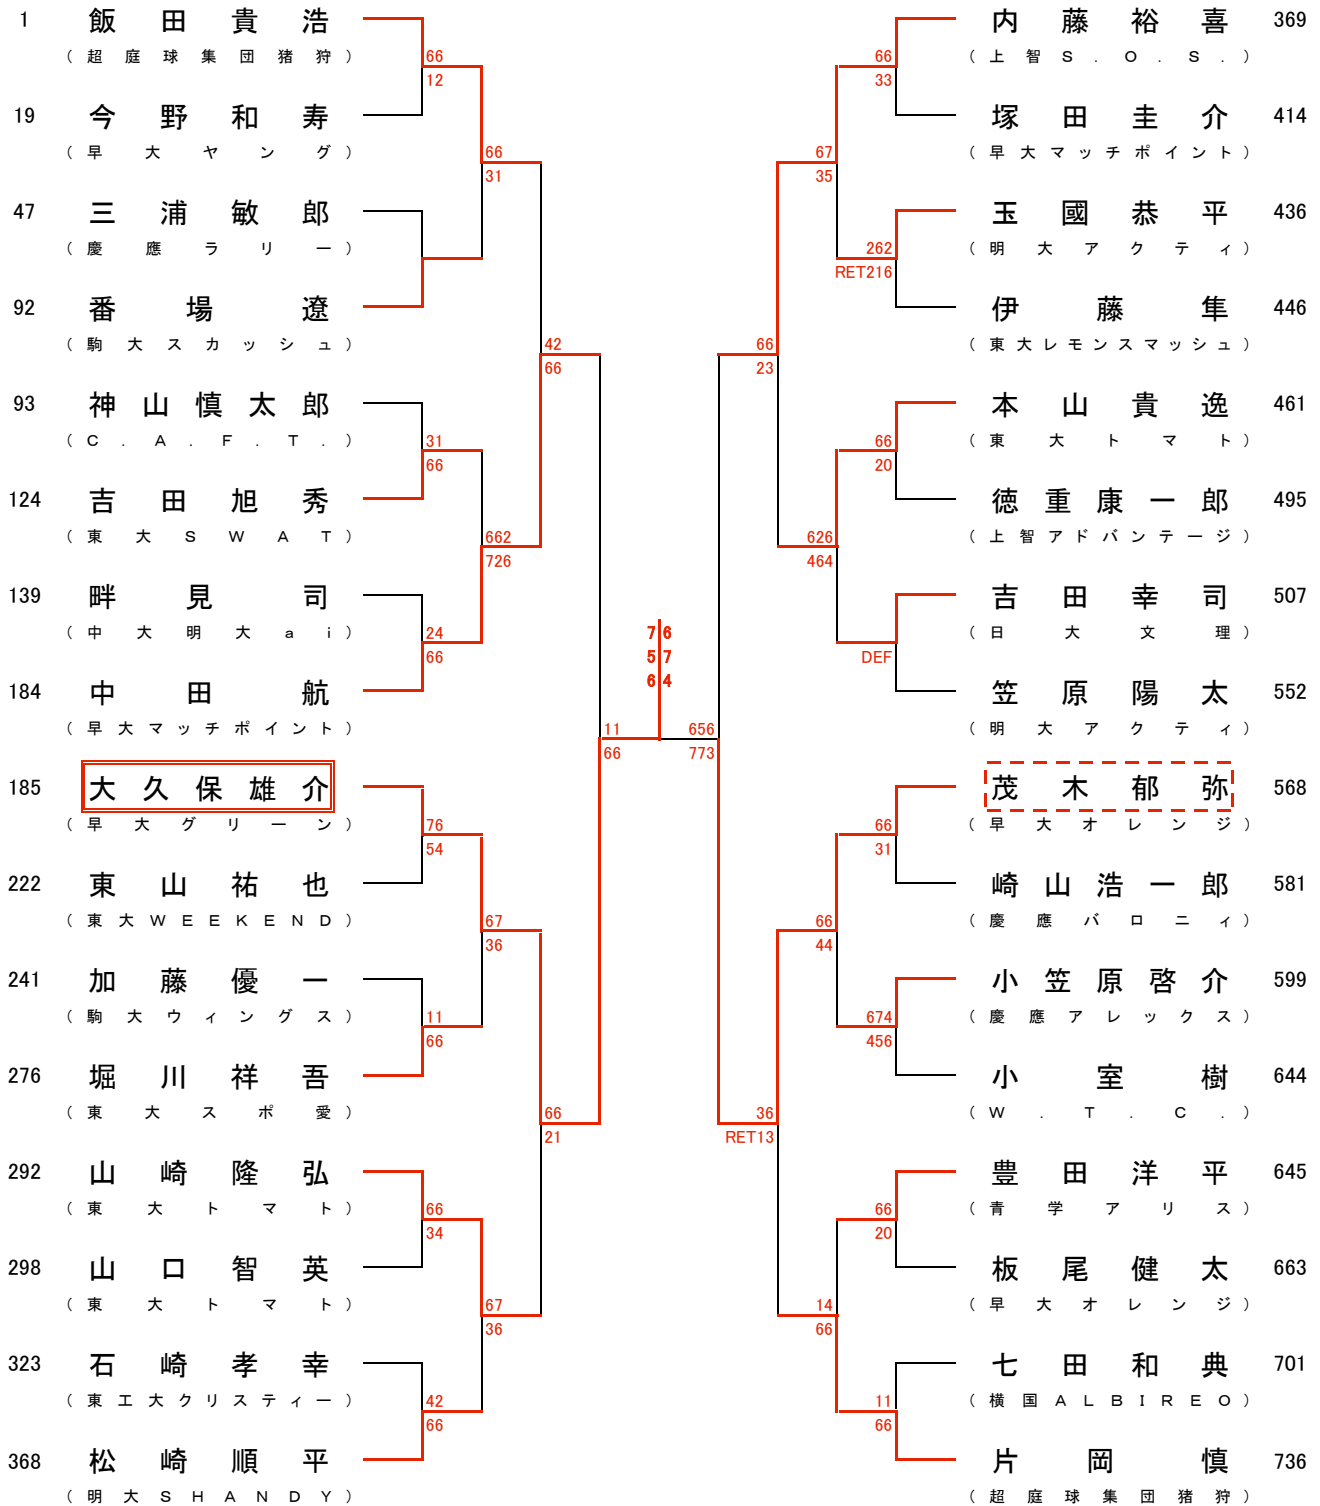 1 飯田貴浩
(超庭球集団猪狩)
66
12
19 今野和寿
(早大ヤング)
66
31
47 三浦敏郎
(慶應ラリー)
92 番場遼
(駒大スカッシュ)
42
66
93 神山慎太郎
(C.A.F.T.)
31
66
124 吉田旭秀
(東大SWAT)
662
726
139 畔見司
(中大明大ai)
24
66
184 中田航
(早大マッチポイント)
11
66
185 大久保雄介
(早大グリーン)
76
54
222 東山祐也
(東大WEEKEND)
67
36
241 加藤優一
(駒大ウィングス)
11
66
276 堀川祥吾
(東大スポ愛)
66
21
292 山崎隆弘
(東大トマト)
66
34
298 山口智英
(東大トマト)
67
36
323 石崎孝幸
(東工大クリスティー)
42
66
368 松崎順平
(明大SHANDY)
7 6
5 7
6 4
内藤裕喜 369
(上智S.O.S.)
66
33
塚田圭介 414
(早大マッチポイント)
67
35
玉國恭平 436
(明大アクティ)
262
RET216
伊藤隼 446
(東大レモンスマッシュ)
66
23
本山貴逸 461
(東大トマト)
66
20
徳重康一郎 495
(上智アドバンテージ)
626
464
吉田幸司 507
(日大文理)
DEF
笠原陽太 552
(明大アクティ)
656
773
茂木郁弥 568
(早大オレンジ)
66
31
崎山浩一郎 581
(慶應バロニィ)
66
44
小笠原啓介 599
(慶應アレックス)
674
456
小室樹 644
(W.T.C.)
36
RET13
豊田洋平 645
(青学アリス)
66
20
板尾健太 663
(早大オレンジ)
14
66
七田和典 701
(横国ALBIREO)
11
66
片岡慎 736
(超庭球集団猪狩)